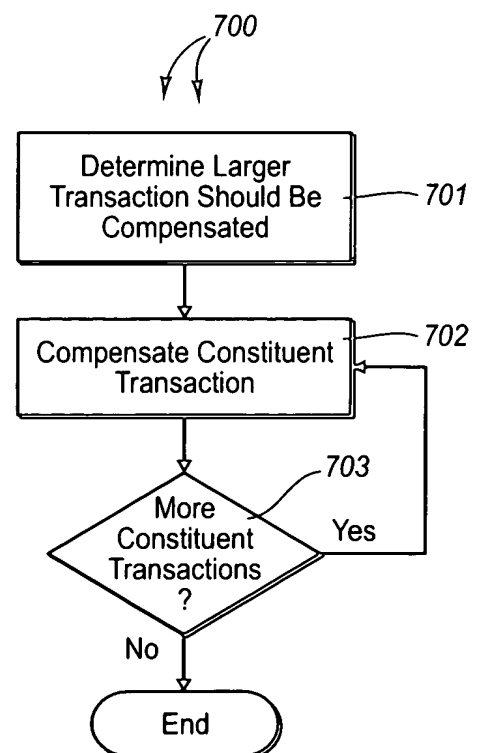 700
Determine Larger
Transaction Should Be
Compensated
701
Compensate Constituent
Transaction
702
703
More
Constituent
Transactions
?
Yes
No
End